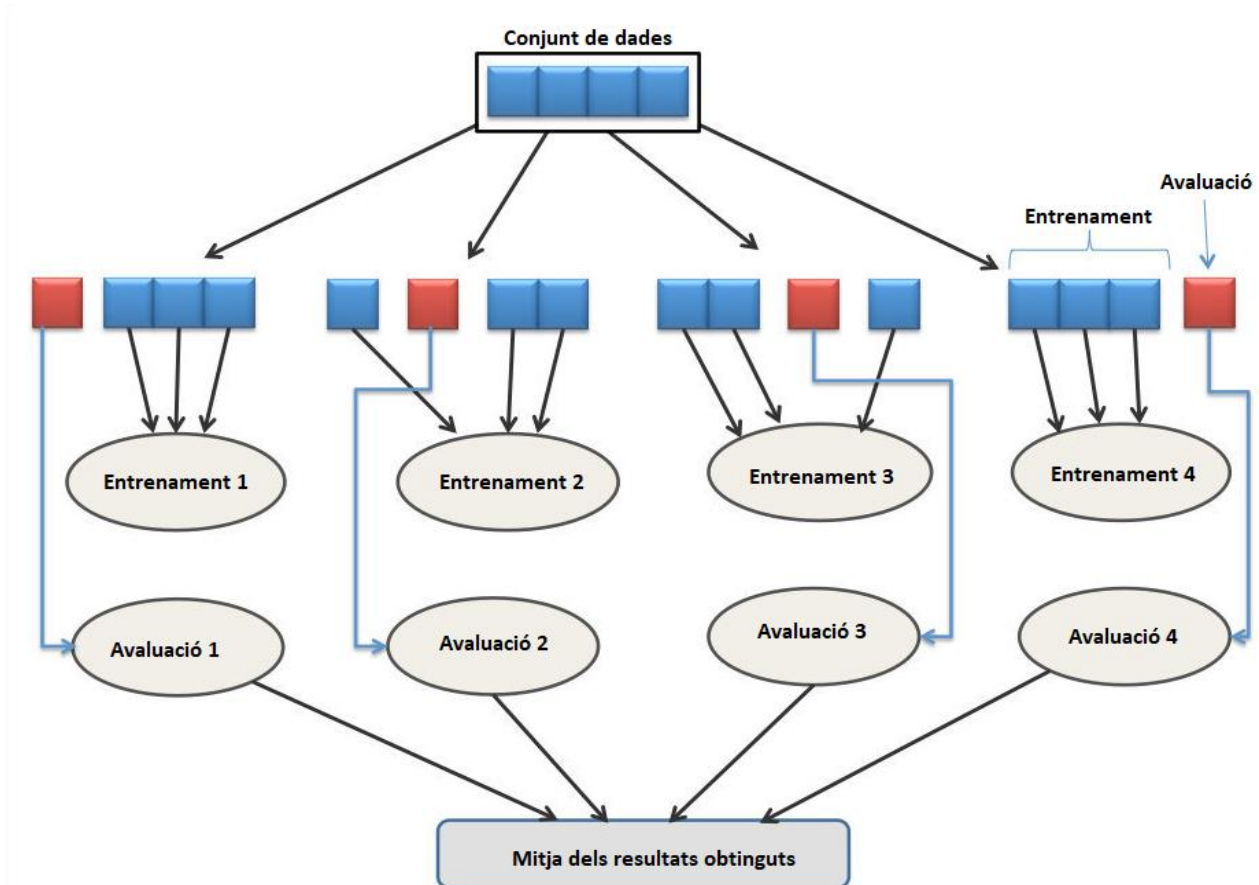 Conjunt de dades
Avaluació
Entrenament
Entrenament 1
Entrenament 2
Entrenament 3
Entrenament 4
Avaluació 1
Avaluació 2
Avaluació 3
Avaluació 4
Mitja dels resultats obtinguts